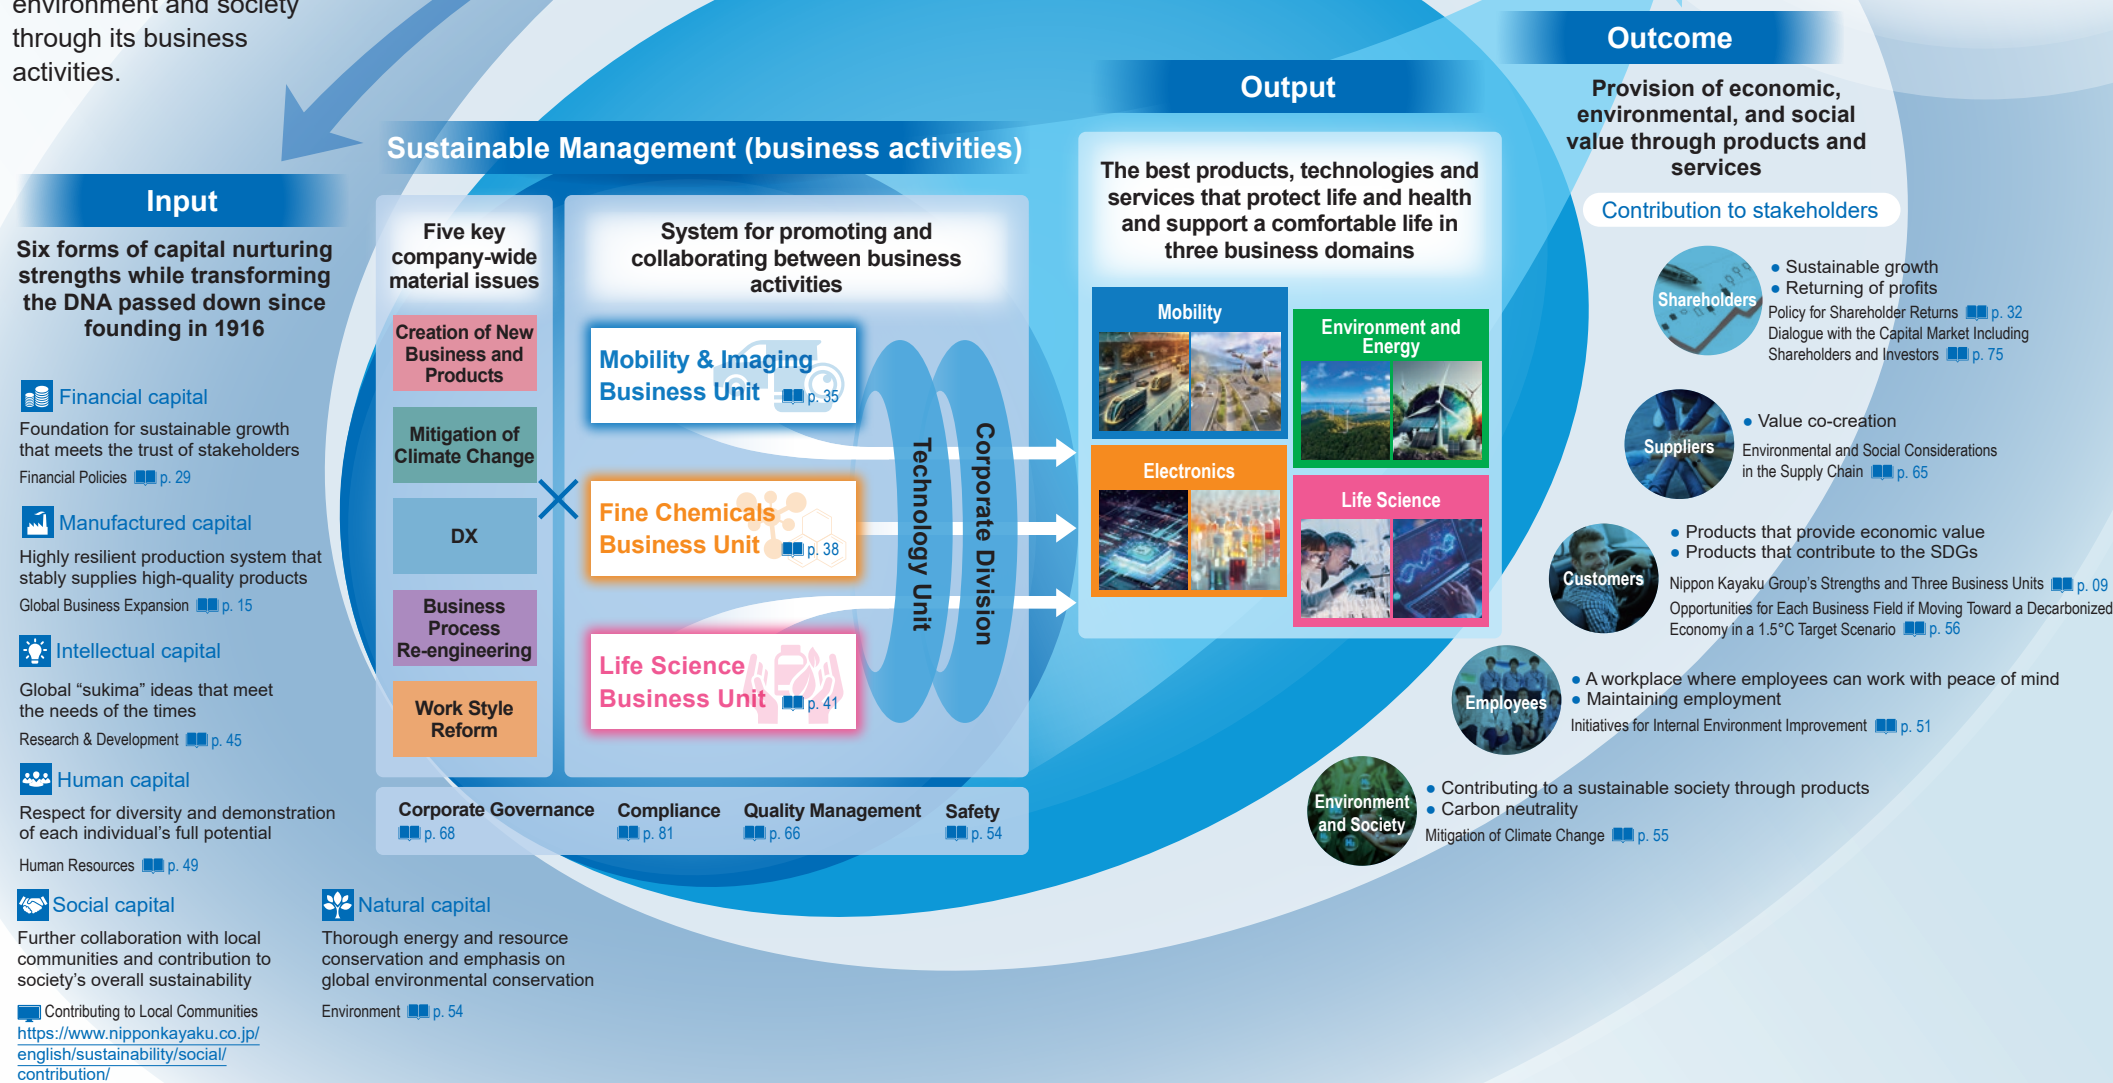 environment and society
through its business
activities.
Input
Six forms of capital nurturing
strengths while transforming
the DNA passed down since
founding in 1916
Financial capital
Foundation for sustainable growth
that meets the trust of stakeholders
Financial Policies p. 29
Manufactured capital
Highly resilient production system that
stably supplies high-quality products
Global Business Expansion p. 15
Intellectual capital
Global “sukima” ideas that meet
the needs of the times
Research & Development p. 45
Human capital
Respect for diversity and demonstration
of each individual’s full potential
Human Resources p. 49
Social capital
Further collaboration with local
communities and contribution to
society’s overall sustainability
Contributing to Local Communities
https://www.nipponkayaku.co.jp/
english/sustainability/social/
contribution/
Natural capital
Thorough energy and resource
conservation and emphasis on
global environmental conservation
Environment p. 54
Sustainable Management (business activities)
Five key
company-wide
material issues
Creation of New
Business and
Products
Mitigation of
Climate Change
DX
Business
Process
Re-engineering
Work Style
Reform
System for promoting and
collaborating between business
activities
Mobility & Imaging
Business Unit p. 35
Fine Chemicals
Business Unit p. 38
Life Science
Business Unit p. 41
Technology Unit
Corporate Division
Corporate Governance
p. 68
Compliance
p. 81
Quality Management
p. 66
Safety
p. 54
Output
The best products, technologies and
services that protect life and health
and support a comfortable life in
three business domains
Mobility
Environment and
Energy
Electronics
Life Science
Outcome
Provision of economic,
environmental, and social
value through products and
services
Contribution to stakeholders
Shareholders
● Sustainable growth
● Returning of profits
Policy for Shareholder Returns p. 32
Dialogue with the Capital Market Including
Shareholders and Investors p. 75
Suppliers
● Value co-creation
Environmental and Social Considerations
in the Supply Chain p. 65
Customers
● Products that provide economic value
● Products that contribute to the SDGs
Nippon Kayaku Group’s Strengths and Three Business Units p. 09
Opportunities for Each Business Field if Moving Toward a Decarbonized
Economy in a 1.5°C Target Scenario p. 56
Employees
● A workplace where employees can work with peace of mind
● Maintaining employment
Initiatives for Internal Environment Improvement p. 51
Environment
and Society
● Contributing to a sustainable society through products
● Carbon neutrality
Mitigation of Climate Change p. 55